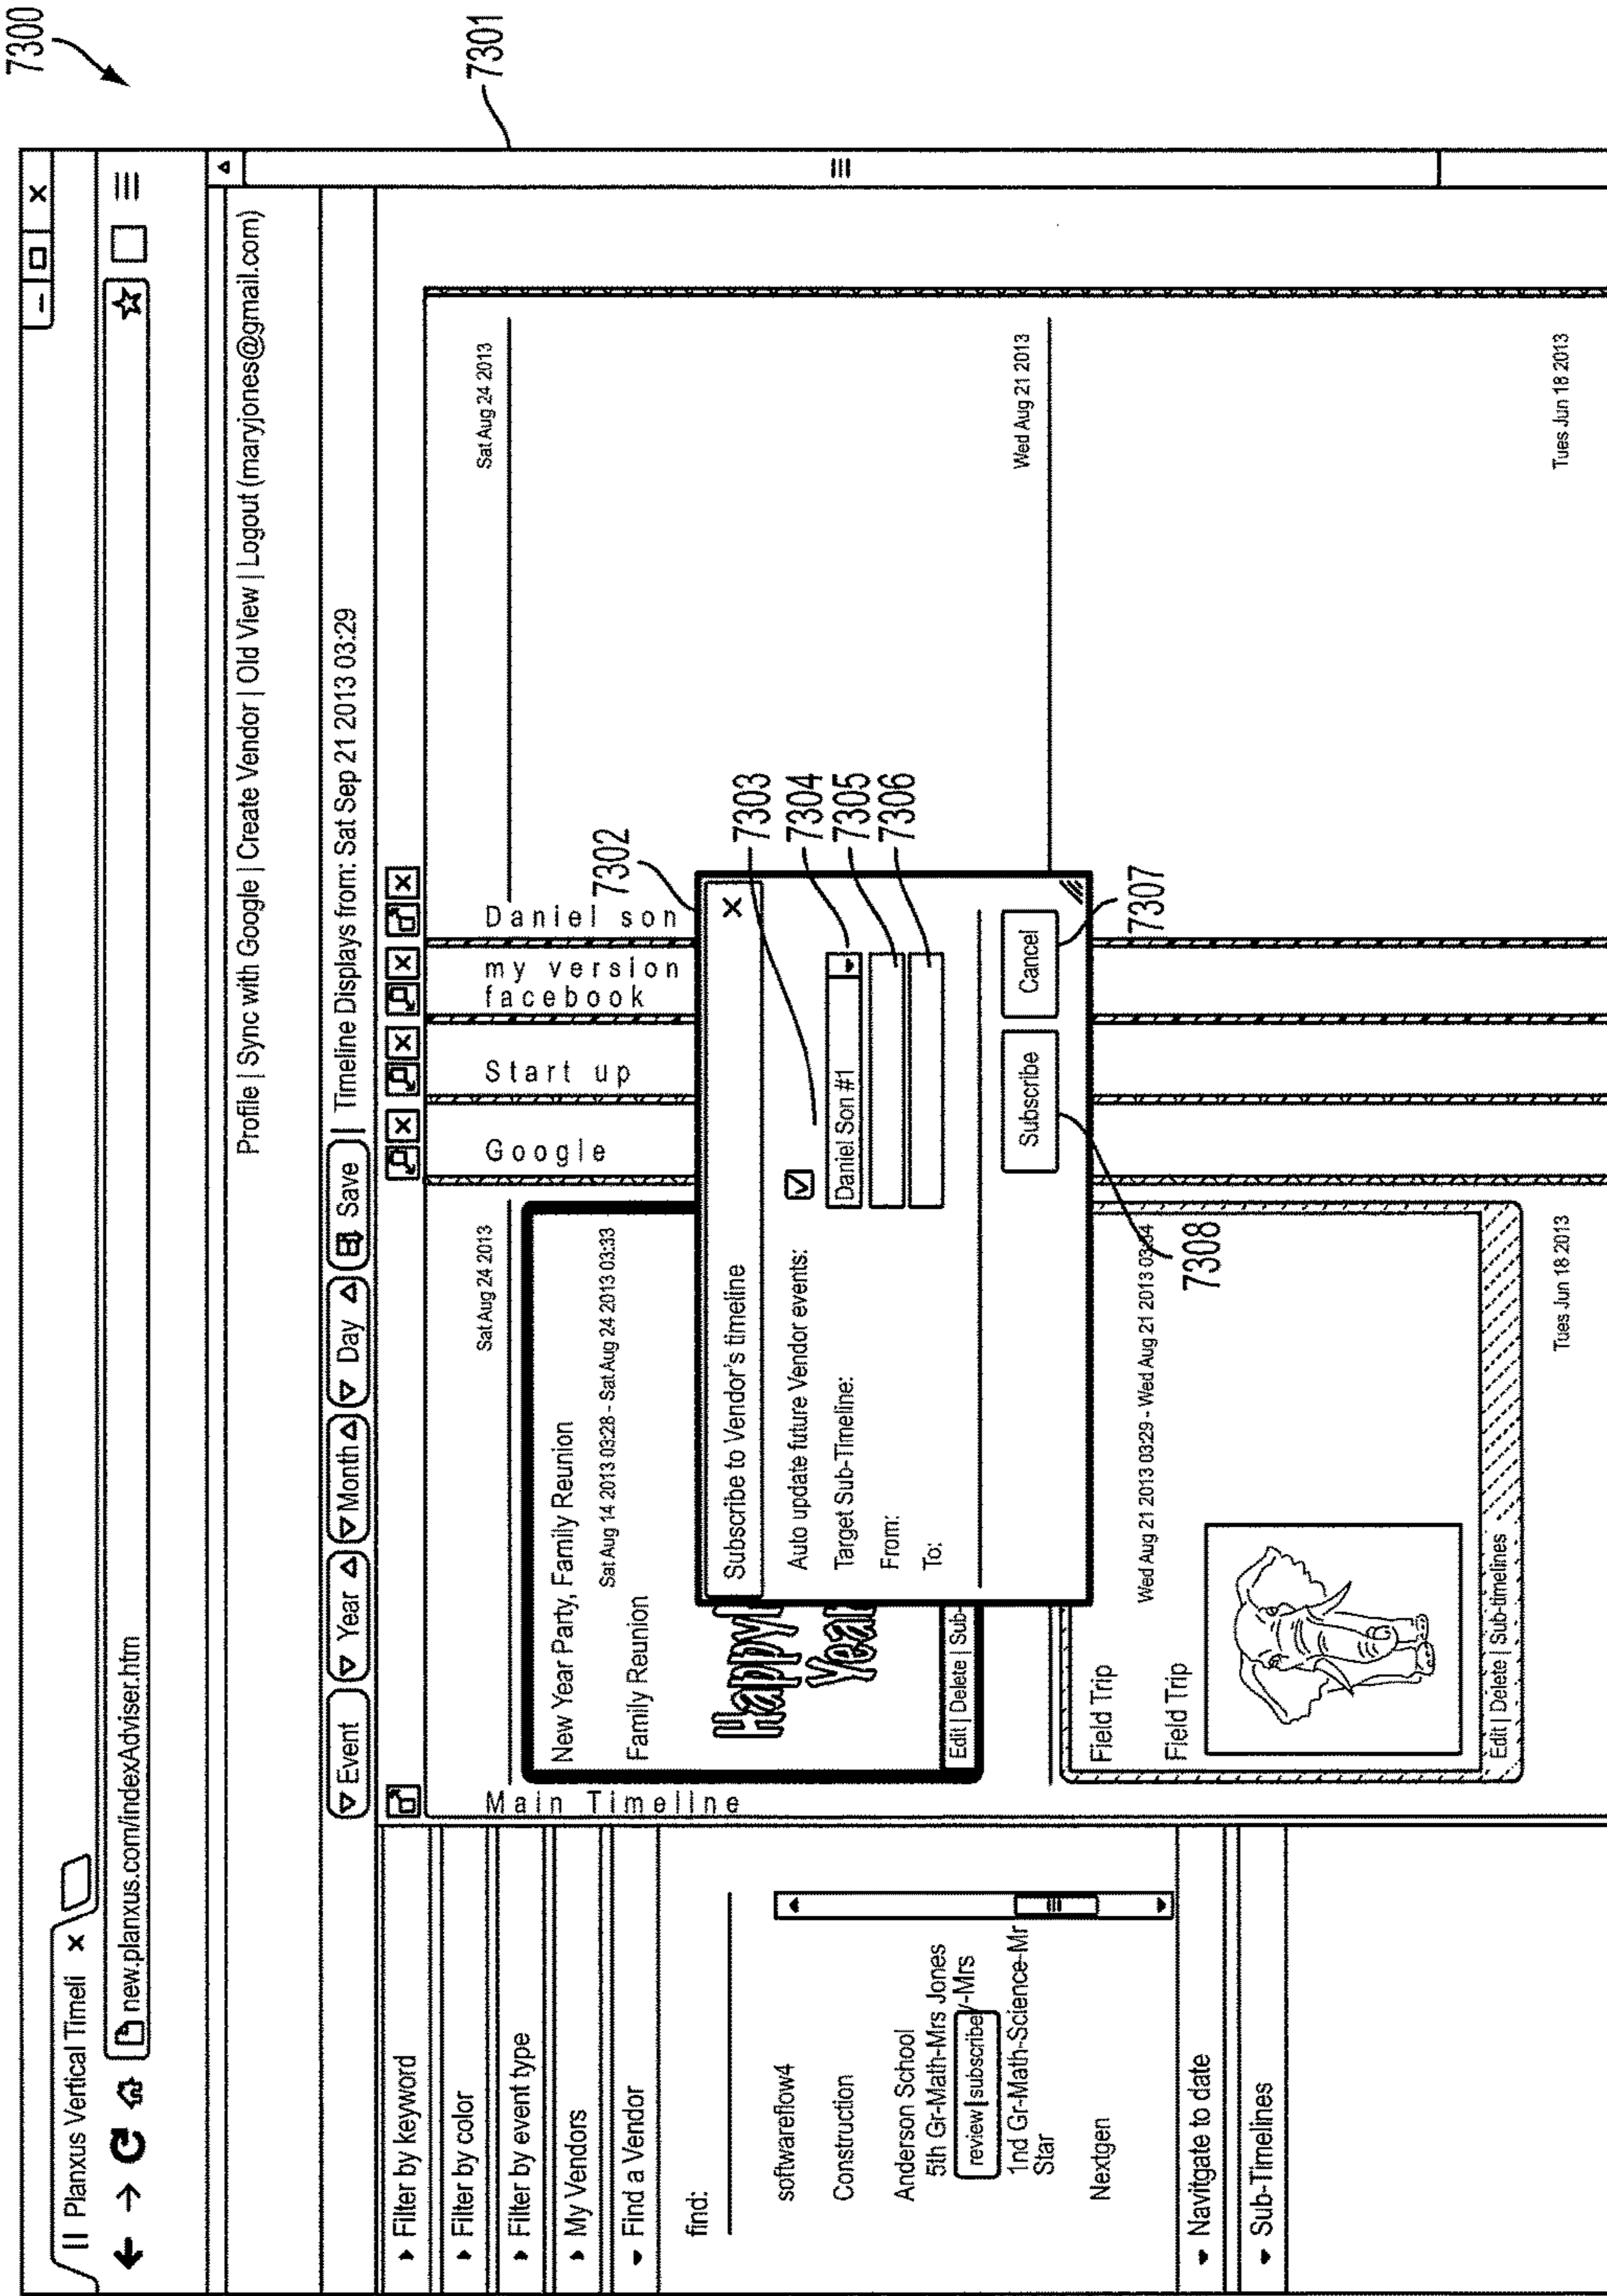 7300
Planxus Vertical Timeli x
new.planxus.com/indexAdviser.htm
Profile | Sync with Google | Create Vendor | Old View | Logout (maryjones@gmail.com)
7301
Event Year Month Day Save | Timeline Displays from: Sat Sep 21 2013 03:29
Filter by keyword
Filter by color
Filter by event type
My Vendors
Find a Vendor
find:
softwareflow4
Construction
Anderson School
5th Gr-Math-Mrs Jones
review | subscribe y-Mrs
1nd Gr-Math-Science-Mr
Star
Nextgen
Navitgate to date
Sub-Timelines
Main Timeline
Sat Aug 24 2013
New Year Party, Family Reunion
Sat Aug 14 2013 03:28 - Sat Aug 24 2013 03:33
Family Reunion
Happy
Year
Edit | Delete | Sub-
Google
Start up
my version
facebook
Daniel son
Sat Aug 24 2013
7302
Subscribe to Vendor's timeline X
7303
Auto update future Vendor events:
7304
Target Sub-Timeline: Daniel Son #1
7305
From:
7306
To:
Subscribe Cancel
7307
7308
Wed Aug 21 2013
Field Trip
Wed Aug 21 2013 03:29 - Wed Aug 21 2013 03:34
Field Trip
Edit | Delete | Sub-timelines
Tues Jun 18 2013
Tues Jun 18 2013